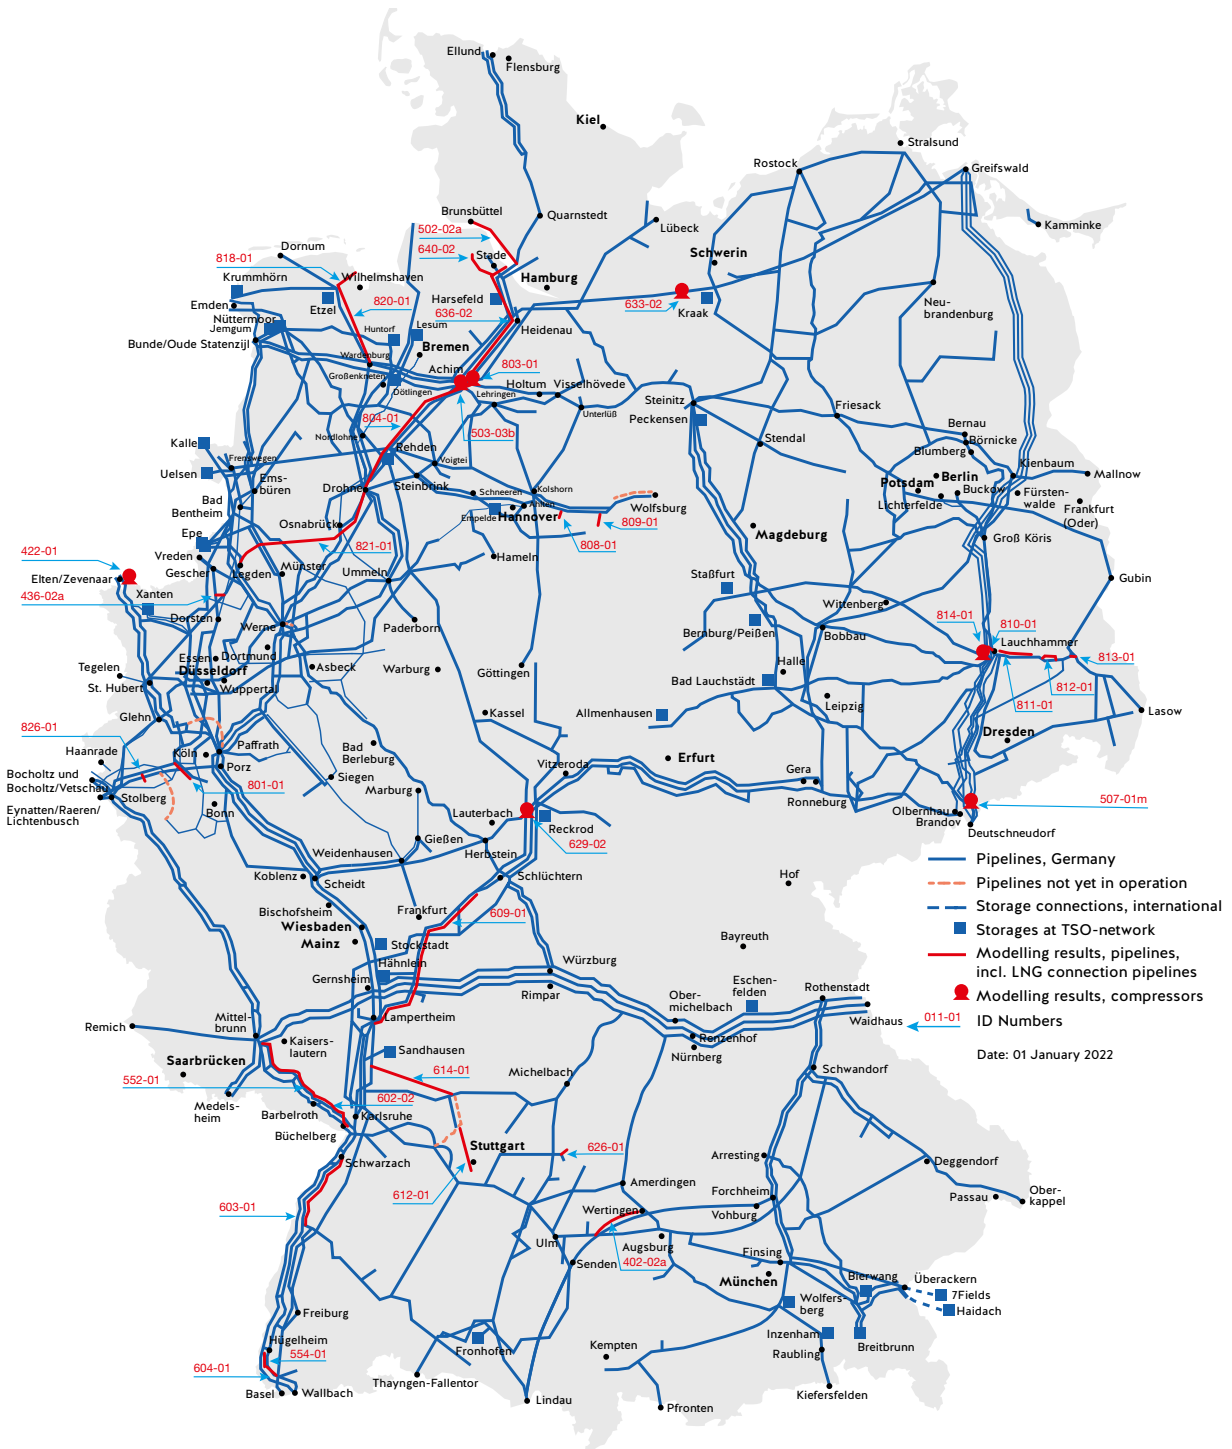 Ellund
Flensburg
Kiel
Stralsund
Rostock
Greifswald
Brunsbüttel
Quarnstedt
502-02a
Lübeck
Kamminke
640-02
Stade
Dornum
818-01
Schwerin
Krummhörn
Wilhelmshaven
Hamburg
Emden
Etzel
820-01
Harsefeld
636-02
633-02
Kraak
Neu-
brandenburg
Nüttermoor
Jemgum
Huntorf
Lesum
Heidenau
Bunde/Oude Statenzijl
Bremen
Wardenburg
Achim
803-01
Großenkneten
Dötlingen
Lehringen
Holtum
Visselhövede
Unterlüß
Steinitz
Peckensen
Friesack
804-01
503-03b
Bernau
Börnicke
Blumberg
Stendal
Kalle
Nordlohne
Rehden
Voigtei
Frenswegen
Uelsen
Ems-
büren
Drohne
Steinbrink
Schneeren
Kolshorn
Kienbaum
Mallnow
Berlin
Potsdam
Buckow
Lichterfelde
Fürsten-
walde
Frankfurt
(Oder)
Bad
Bentheim
Ahlten
Empelde
Hannover
Wolfsburg
809-01
808-01
Osnabrück
Epe
Magdeburg
Groß Köris
422-01
Vreden
821-01
Hameln
Elten/Zevenaar
Gescher
Legden
Münster
Ummeln
Gubin
436-02a
Xanten
Staßfurt
Dorsten
Werne
Paderborn
Wittenberg
Bernburg/Peißen
Bobbau
814-01
810-01
Lauchhammer
813-01
Essen
Dortmund
Tegelen
Düsseldorf
Asbeck
Warburg
Göttingen
Halle
Bad Lauchstädt
812-01
811-01
St. Hubert
Wuppertal
Leipzig
Lasow
Glehn
Kassel
Allmenhausen
826-01
Dresden
Haanrade
Köln
Paffrath
Bad
Berleburg
Porz
Vitzeroda
Erfurt
Gera
Bocholtz und
Bocholtz/Vetschau
Siegen
801-01
Marburg
Ronneburg
507-01m
Stolberg
Eynatten/Raeren/
Lichtenbusch
Bonn
Lauterbach
Reckrod
Olbernhau
Brandov
Deutschneudorf
629-02
Gießen
Herbstein
Weidenhausen
Koblenz
Scheidt
Schlüchtern
Hof
Pipelines, Germany
Pipelines not yet in operation
Storage connections, international
Storages at TSO-network
Modelling results, pipelines,
incl. LNG connection pipelines
Modelling results, compressors
011-01
ID Numbers
Date: 01 January 2022
Bischofsheim
Frankfurt
609-01
Wiesbaden
Mainz
Stockstadt
Bayreuth
Hähnlein
Gernsheim
Würzburg
Rimpar
Eschen-
felden
Rothenstadt
Waidhaus
Ober-
michelbach
Mittel-
brunn
Remich
Lampertheim
Kaisers-
lautern
Renzenhof
Nürnberg
Saarbrücken
Sandhausen
614-01
Michelbach
Schwandorf
552-01
602-02
Medels-
heim
Barbelroth
Karlsruhe
Büchelberg
Stuttgart
626-01
Schwarzach
Arresting
Deggendorf
612-01
Amerdingen
Forchheim
Passau
Ober-
kappel
603-01
Wertingen
Vohburg
Ulm
Augsburg
402-02a
Senden
Finsing
München
Bierwang
Überackern
7Fields
Haidach
Wolfers-
berg
Freiburg
Inzenham
Raubling
Breitbrunn
Hügelheim
554-01
604-01
Fronhofen
Kempten
Basel
Wallbach
Thayngen-Fallentor
Lindau
Pfronten
Kiefersfelden